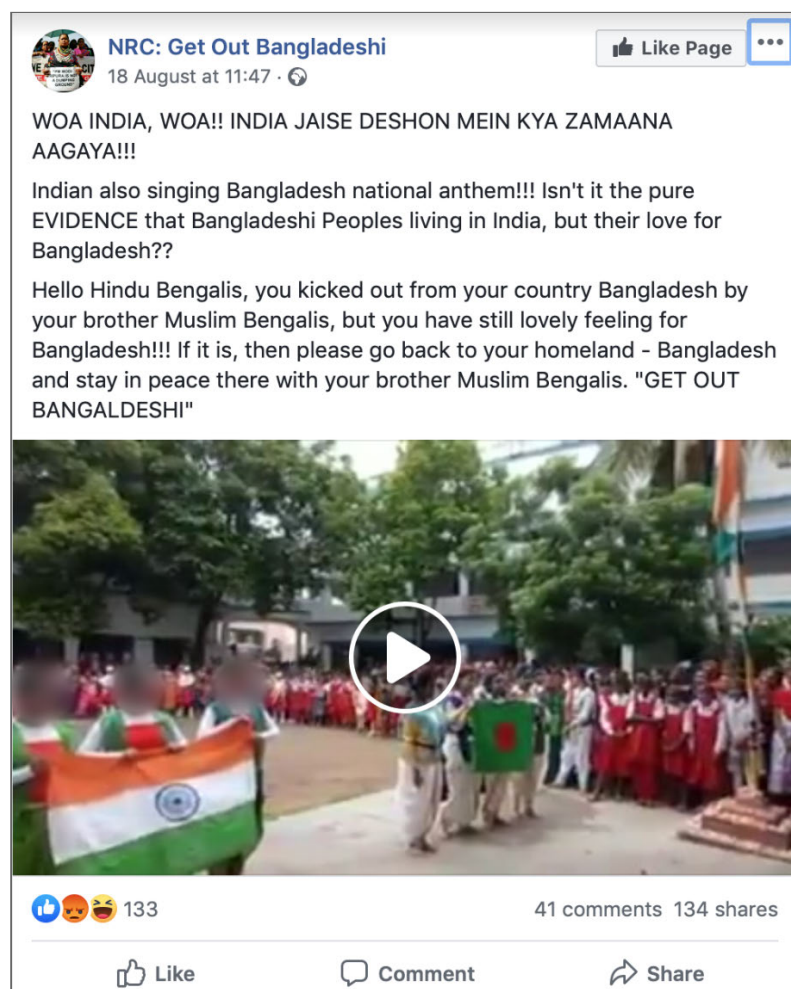 NRC: Get Out Bangladeshi
Like Page
18 August at 11:47 ·
WOA INDIA, WOA!! INDIA JAISE DESHON MEIN KYA ZAMAANA
AAGAYA!!!
Indian also singing Bangladesh national anthem!!! Isn't it the pure
EVIDENCE that Bangladeshi Peoples living in India, but their love for
Bangladesh??
Hello Hindu Bengalis, you kicked out from your country Bangladesh by
your brother Muslim Bengalis, but you have still lovely feeling for
Bangladesh!!! If it is, then please go back to your homeland - Bangladesh
and stay in peace there with your brother Muslim Bengalis. "GET OUT
BANGALDESHI"
133
41 comments 134 shares
Like
Comment
Share